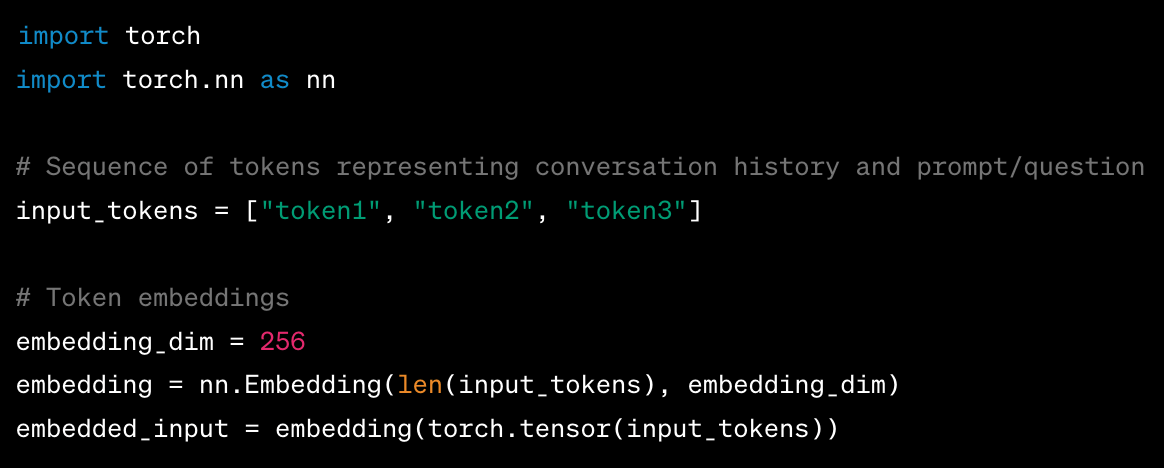 import torch
import torch.nn as nn
# Sequence of tokens representing conversation history and prompt/question
input_tokens = ["token1", "token2", "token3"]
# Token embeddings
embedding_dim = 256
embedding = nn.Embedding(len(input_tokens), embedding_dim)
embedded_input = embedding(torch.tensor(input_tokens))